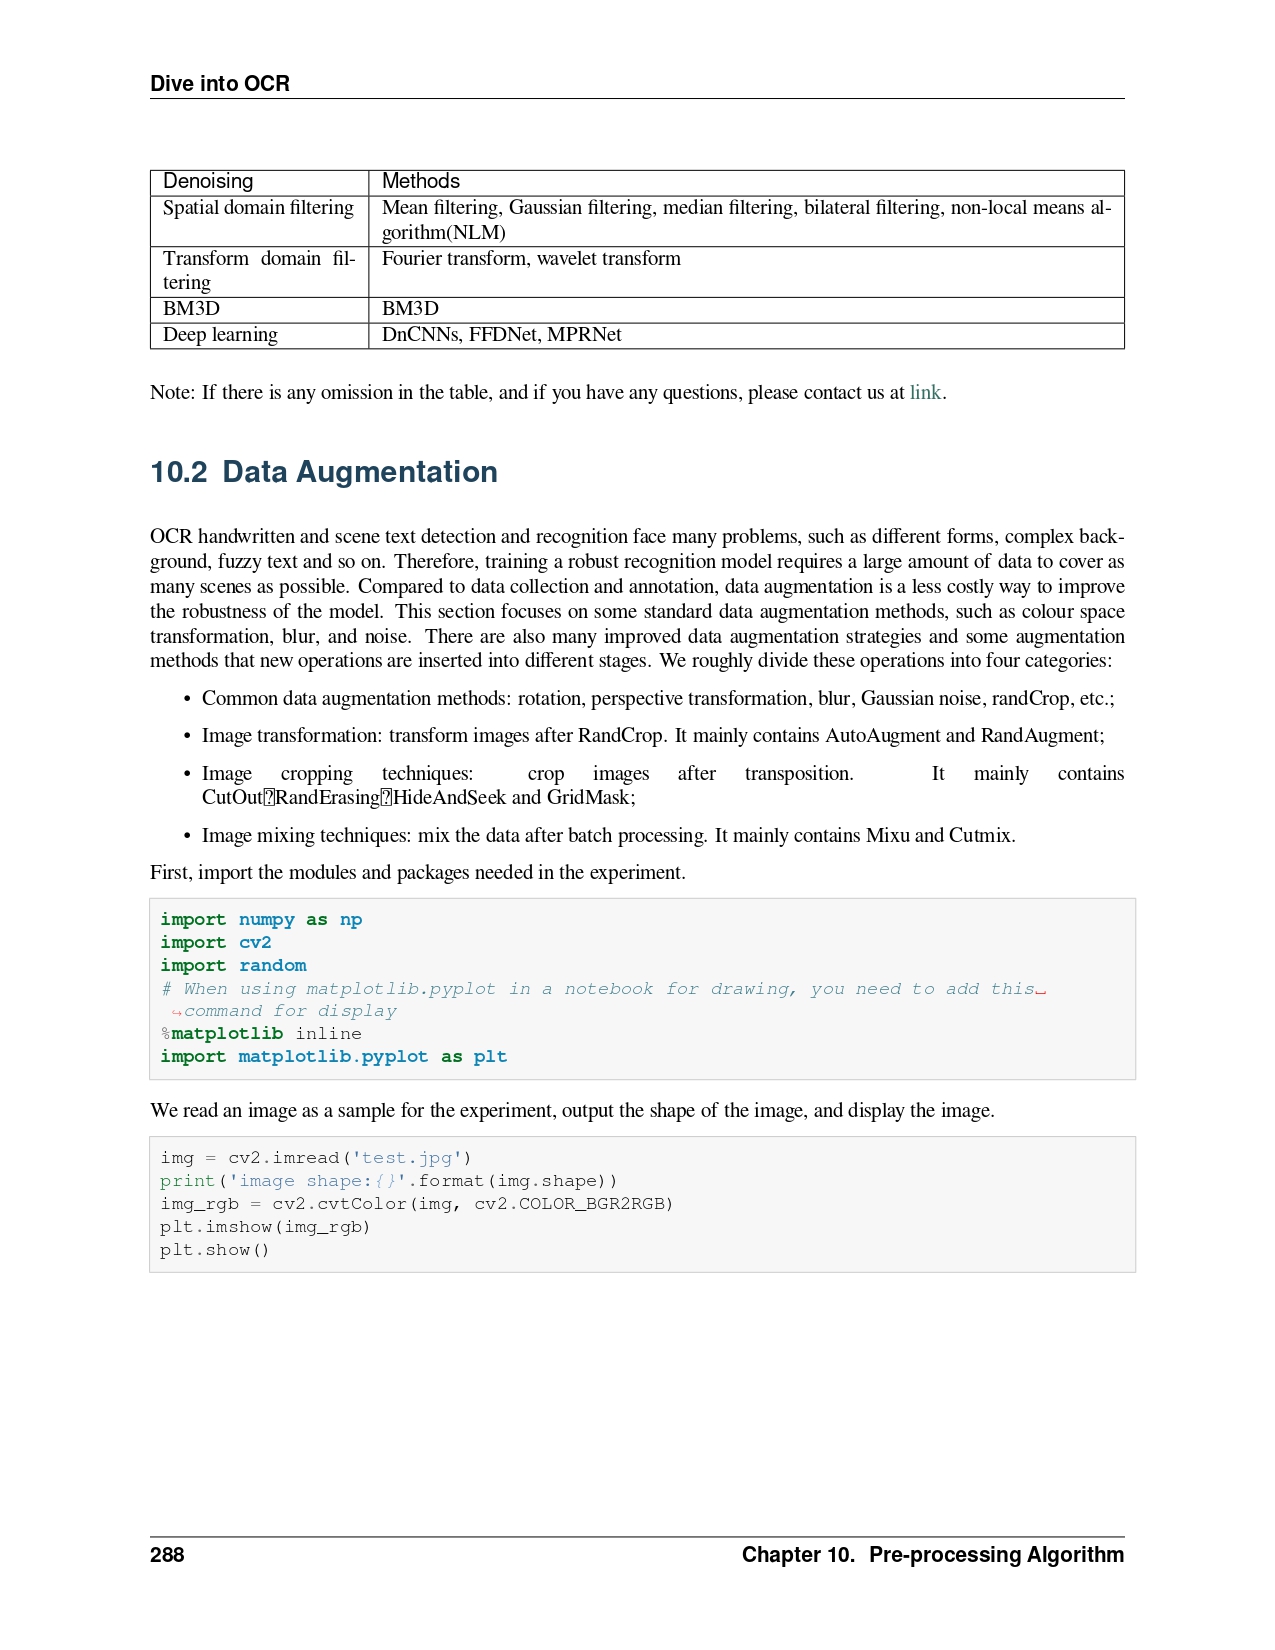 Dive into OCR
Denoising Methods
Spatial domain filtering Mean filtering, Gaussian filtering, median filtering, bilateral filtering, non-local means al-
gorithm(NLM)
Transform domain fil- Fourier transform, wavelet transform
tering
BM3D BM3D
Deep learning DnCNNs, FFDNet, MPRNet
Note: If there is any omission in the table, and if you have any questions, please contact us at link.
10.2 Data Augmentation
OCR handwritten and scene text detection and recognition face many problems, such as different forms, complex back-
ground, fuzzy text and so on. Therefore, training a robust recognition model requires a large amount of data to cover as
many scenes as possible. Compared to data collection and annotation, data augmentation is a less costly way to improve
the robustness of the model. This section focuses on some standard data augmentation methods, such as colour space
transformation, blur, and noise. There are also many improved data augmentation strategies and some augmentation
methods that new operations are inserted into different stages. We roughly divide these operations into four categories:
• Common data augmentation methods: rotation, perspective transformation, blur, Gaussian noise, randCrop, etc.;
• Image transformation: transform images after RandCrop. It mainly contains AutoAugment and RandAugment;
• Image cropping techniques: crop images after transposition. It mainly contains
CutOut⍰RandErasing⍰HideAndSeek and GridMask;
• Image mixing techniques: mix the data after batch processing. It mainly contains Mixu and Cutmix.
First, import the modules and packages needed in the experiment.
import numpy as np
import cv2
import random
# When using matplotlib.pyplot in a notebook for drawing, you need to add this␣
↪command for display
%matplotlib inline
import matplotlib.pyplot as plt
We read an image as a sample for the experiment, output the shape of the image, and display the image.
img = cv2.imread('test.jpg')
print('image shape:{}'.format(img.shape))
img_rgb = cv2.cvtColor(img, cv2.COLOR_BGR2RGB)
plt.imshow(img_rgb)
plt.show()
288 Chapter 10. Pre-processing Algorithm